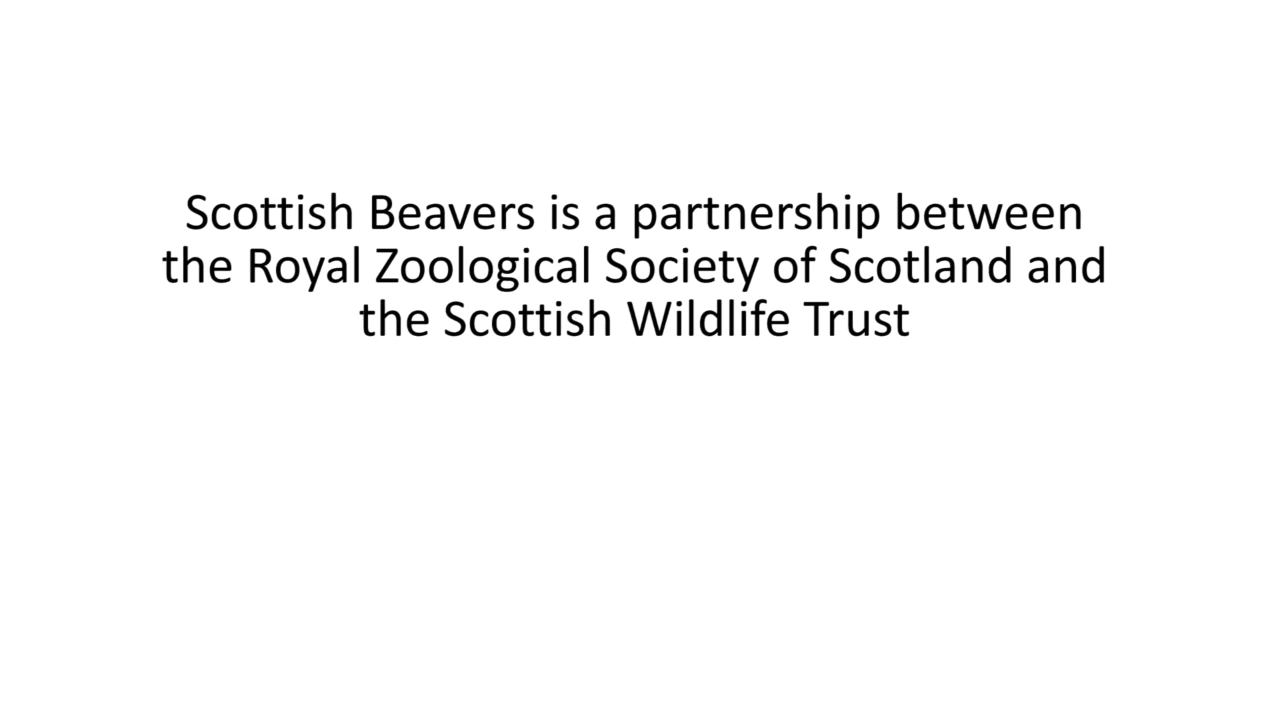 Scottish Beavers is a partnership between
the Royal Zoological Society of Scotland and
the Scottish Wildlife Trust